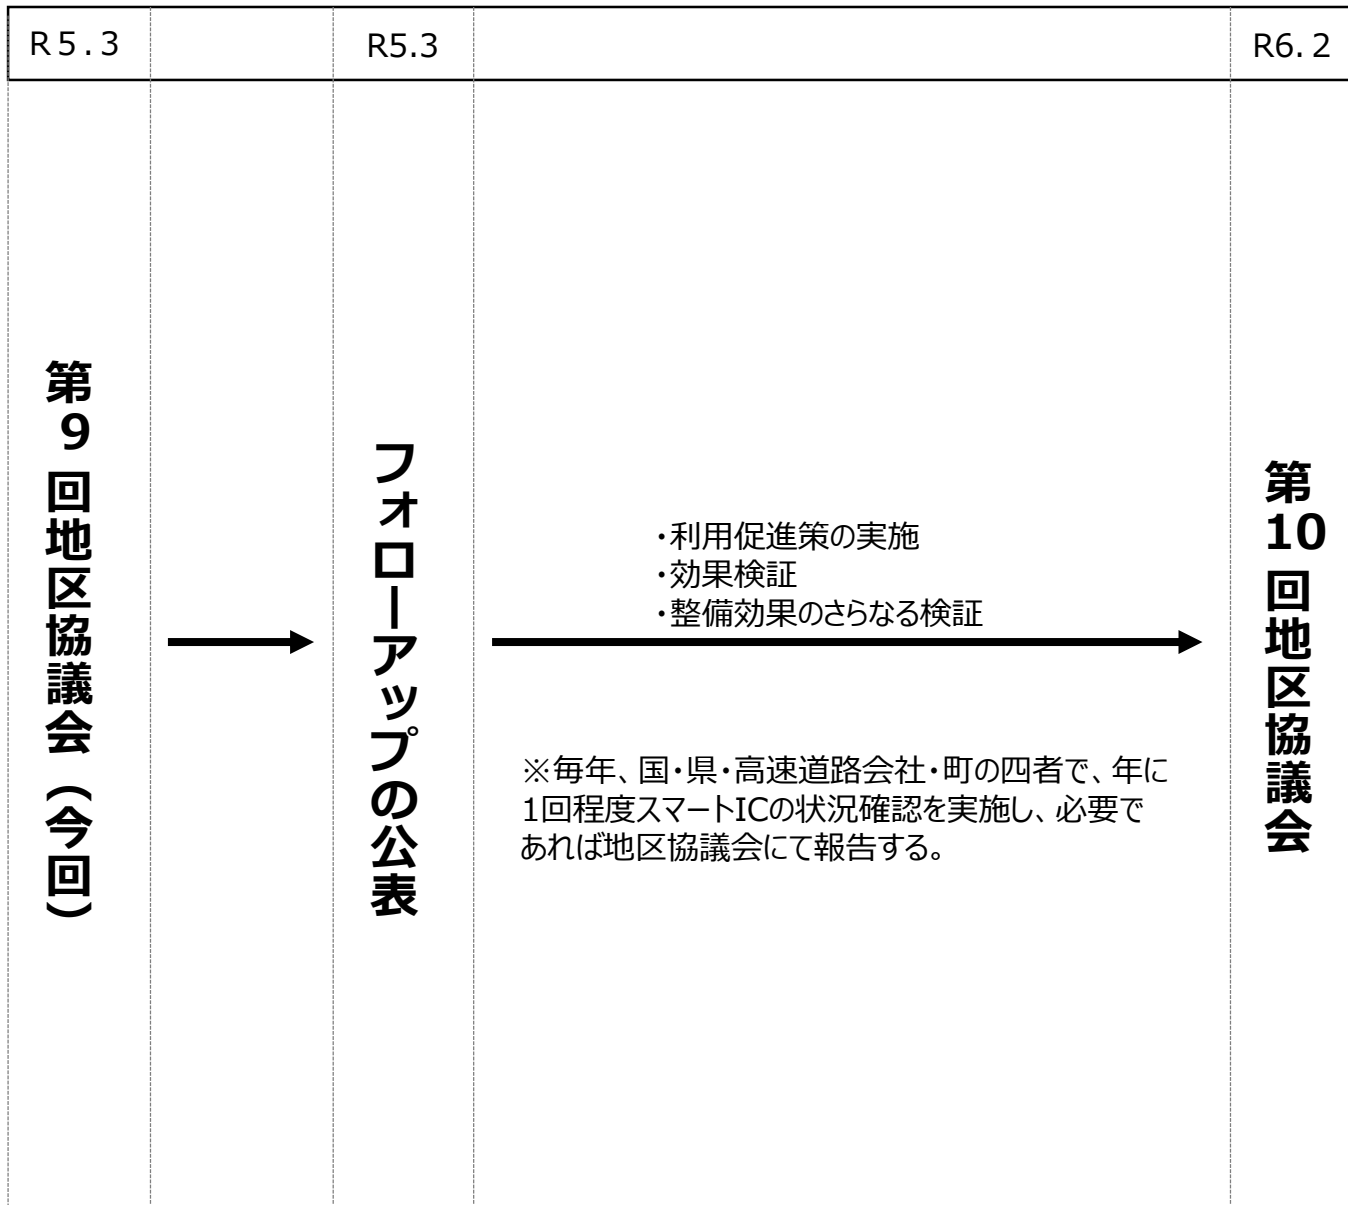 R５.３
R5.3
R6.２
第９回地区協議会（今回）
フォローアップの公表
・利用促進策の実施
・効果検証
・整備効果のさらなる検証
※毎年、国・県・高速道路会社・町の四者で、年に
1回程度スマートICの状況確認を実施し、必要で
あれば地区協議会にて報告する。
第10回地区協議会